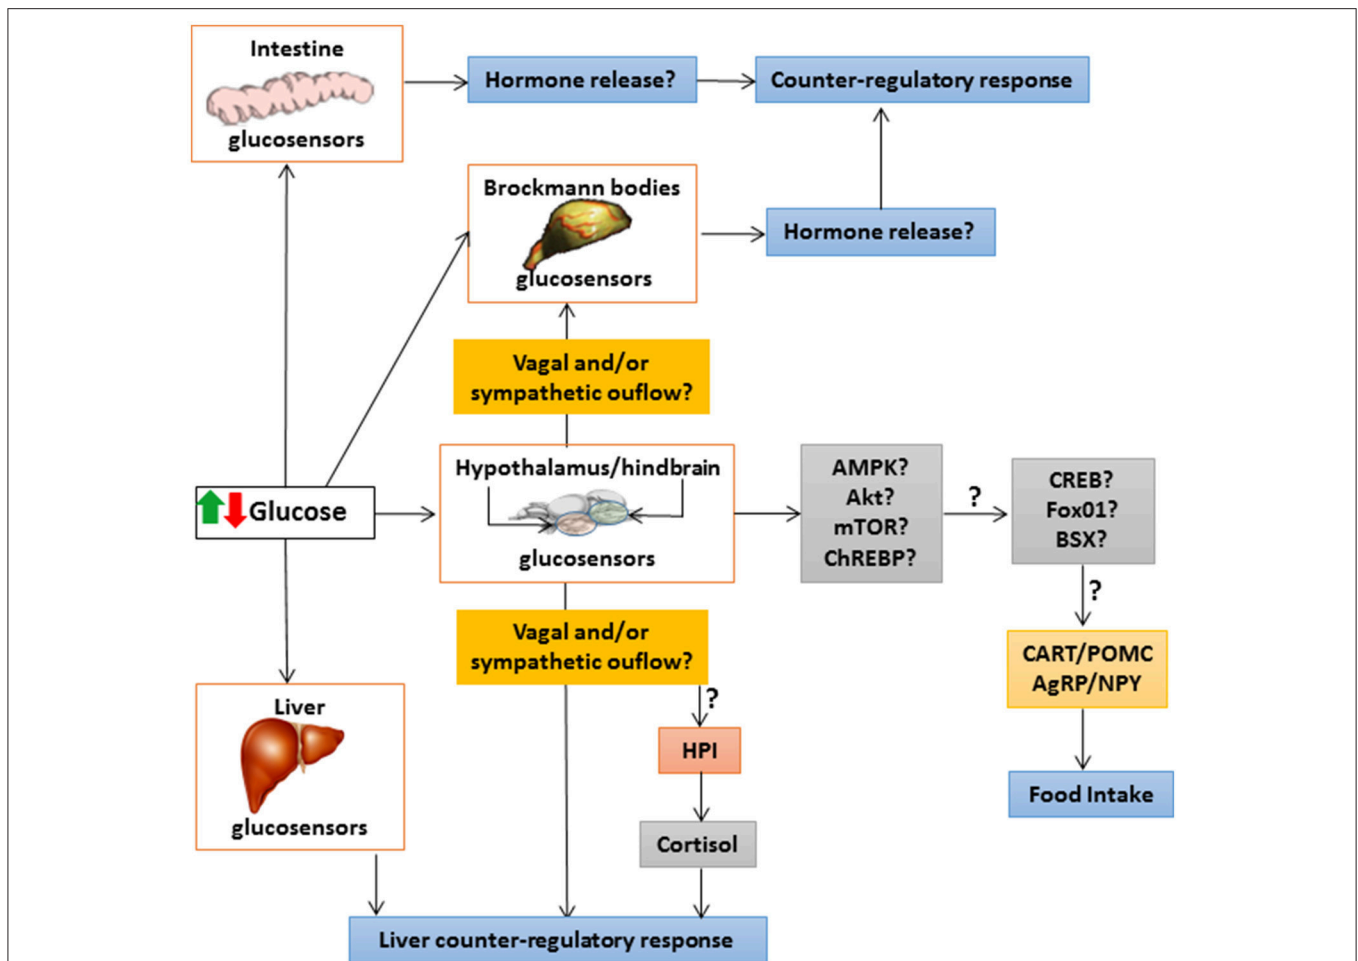 Intestine
glucosensors
Hormone release?
Counter-regulatory response
Brockmann bodies
glucosensors
Hormone release?
Vagal and/or
sympathetic ouflow?
Glucose
Hypothalamus/hindbrain
glucosensors
AMPK?
Akt?
mTOR?
ChREBP?
?
CREB?
Fox01?
BSX?
?
CART/POMC
AgRP/NPY
Food Intake
Vagal and/or
sympathetic ouflow?
?
HPI
Cortisol
Liver
glucosensors
Liver counter-regulatory response